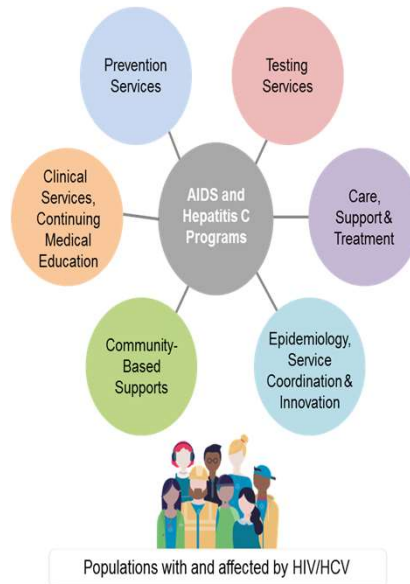 Prevention
Services
Testing
Services
Clinical
Services,
Continuing
Medical
Education
AIDS and
Hepatitis C
Programs
Care,
Support &
Treatment
Community-
Based
Supports
Epidemiology,
Service
Coordination &
Innovation
Populations with and affected by HIV/HCV